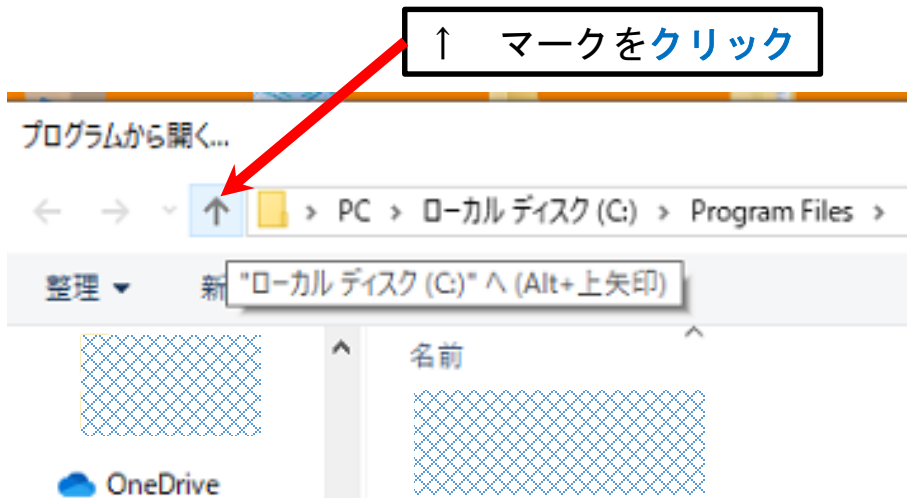 ↑　マークをクリック
プログラムから開く...
← → ↑ > PC > ローカル ディスク (C:) > Program Files >
整理 ▼ 新
"ローカル ディスク (C:)" へ (Alt+上矢印)
名前
OneDrive